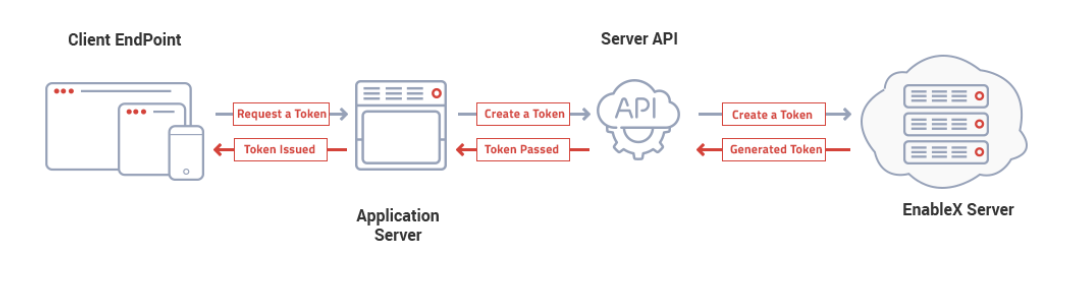 Client EndPoint
Server API
API
Request a Token
Create a Token
Create a Token
Token Issued
Token Passed
Generated Token
Application
Server
EnableX Server